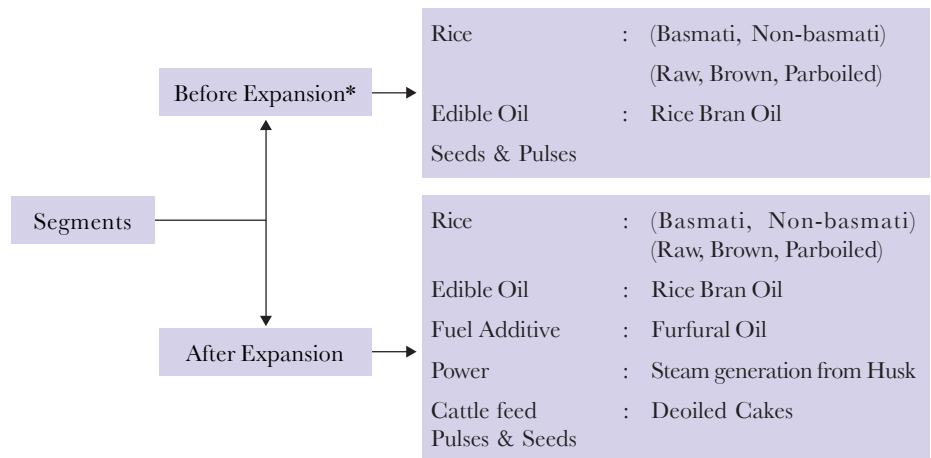 Segments
Before Expansion*
Rice : (Basmati, Non-basmati)
(Raw, Brown, Parboiled)
Edible Oil : Rice Bran Oil
Seeds & Pulses
After Expansion
Rice : (Basmati, Non-basmati)
(Raw, Brown, Parboiled)
Edible Oil : Rice Bran Oil
Fuel Additive : Furfural Oil
Power : Steam generation from Husk
Cattle feed : Deoiled Cakes
Pulses & Seeds